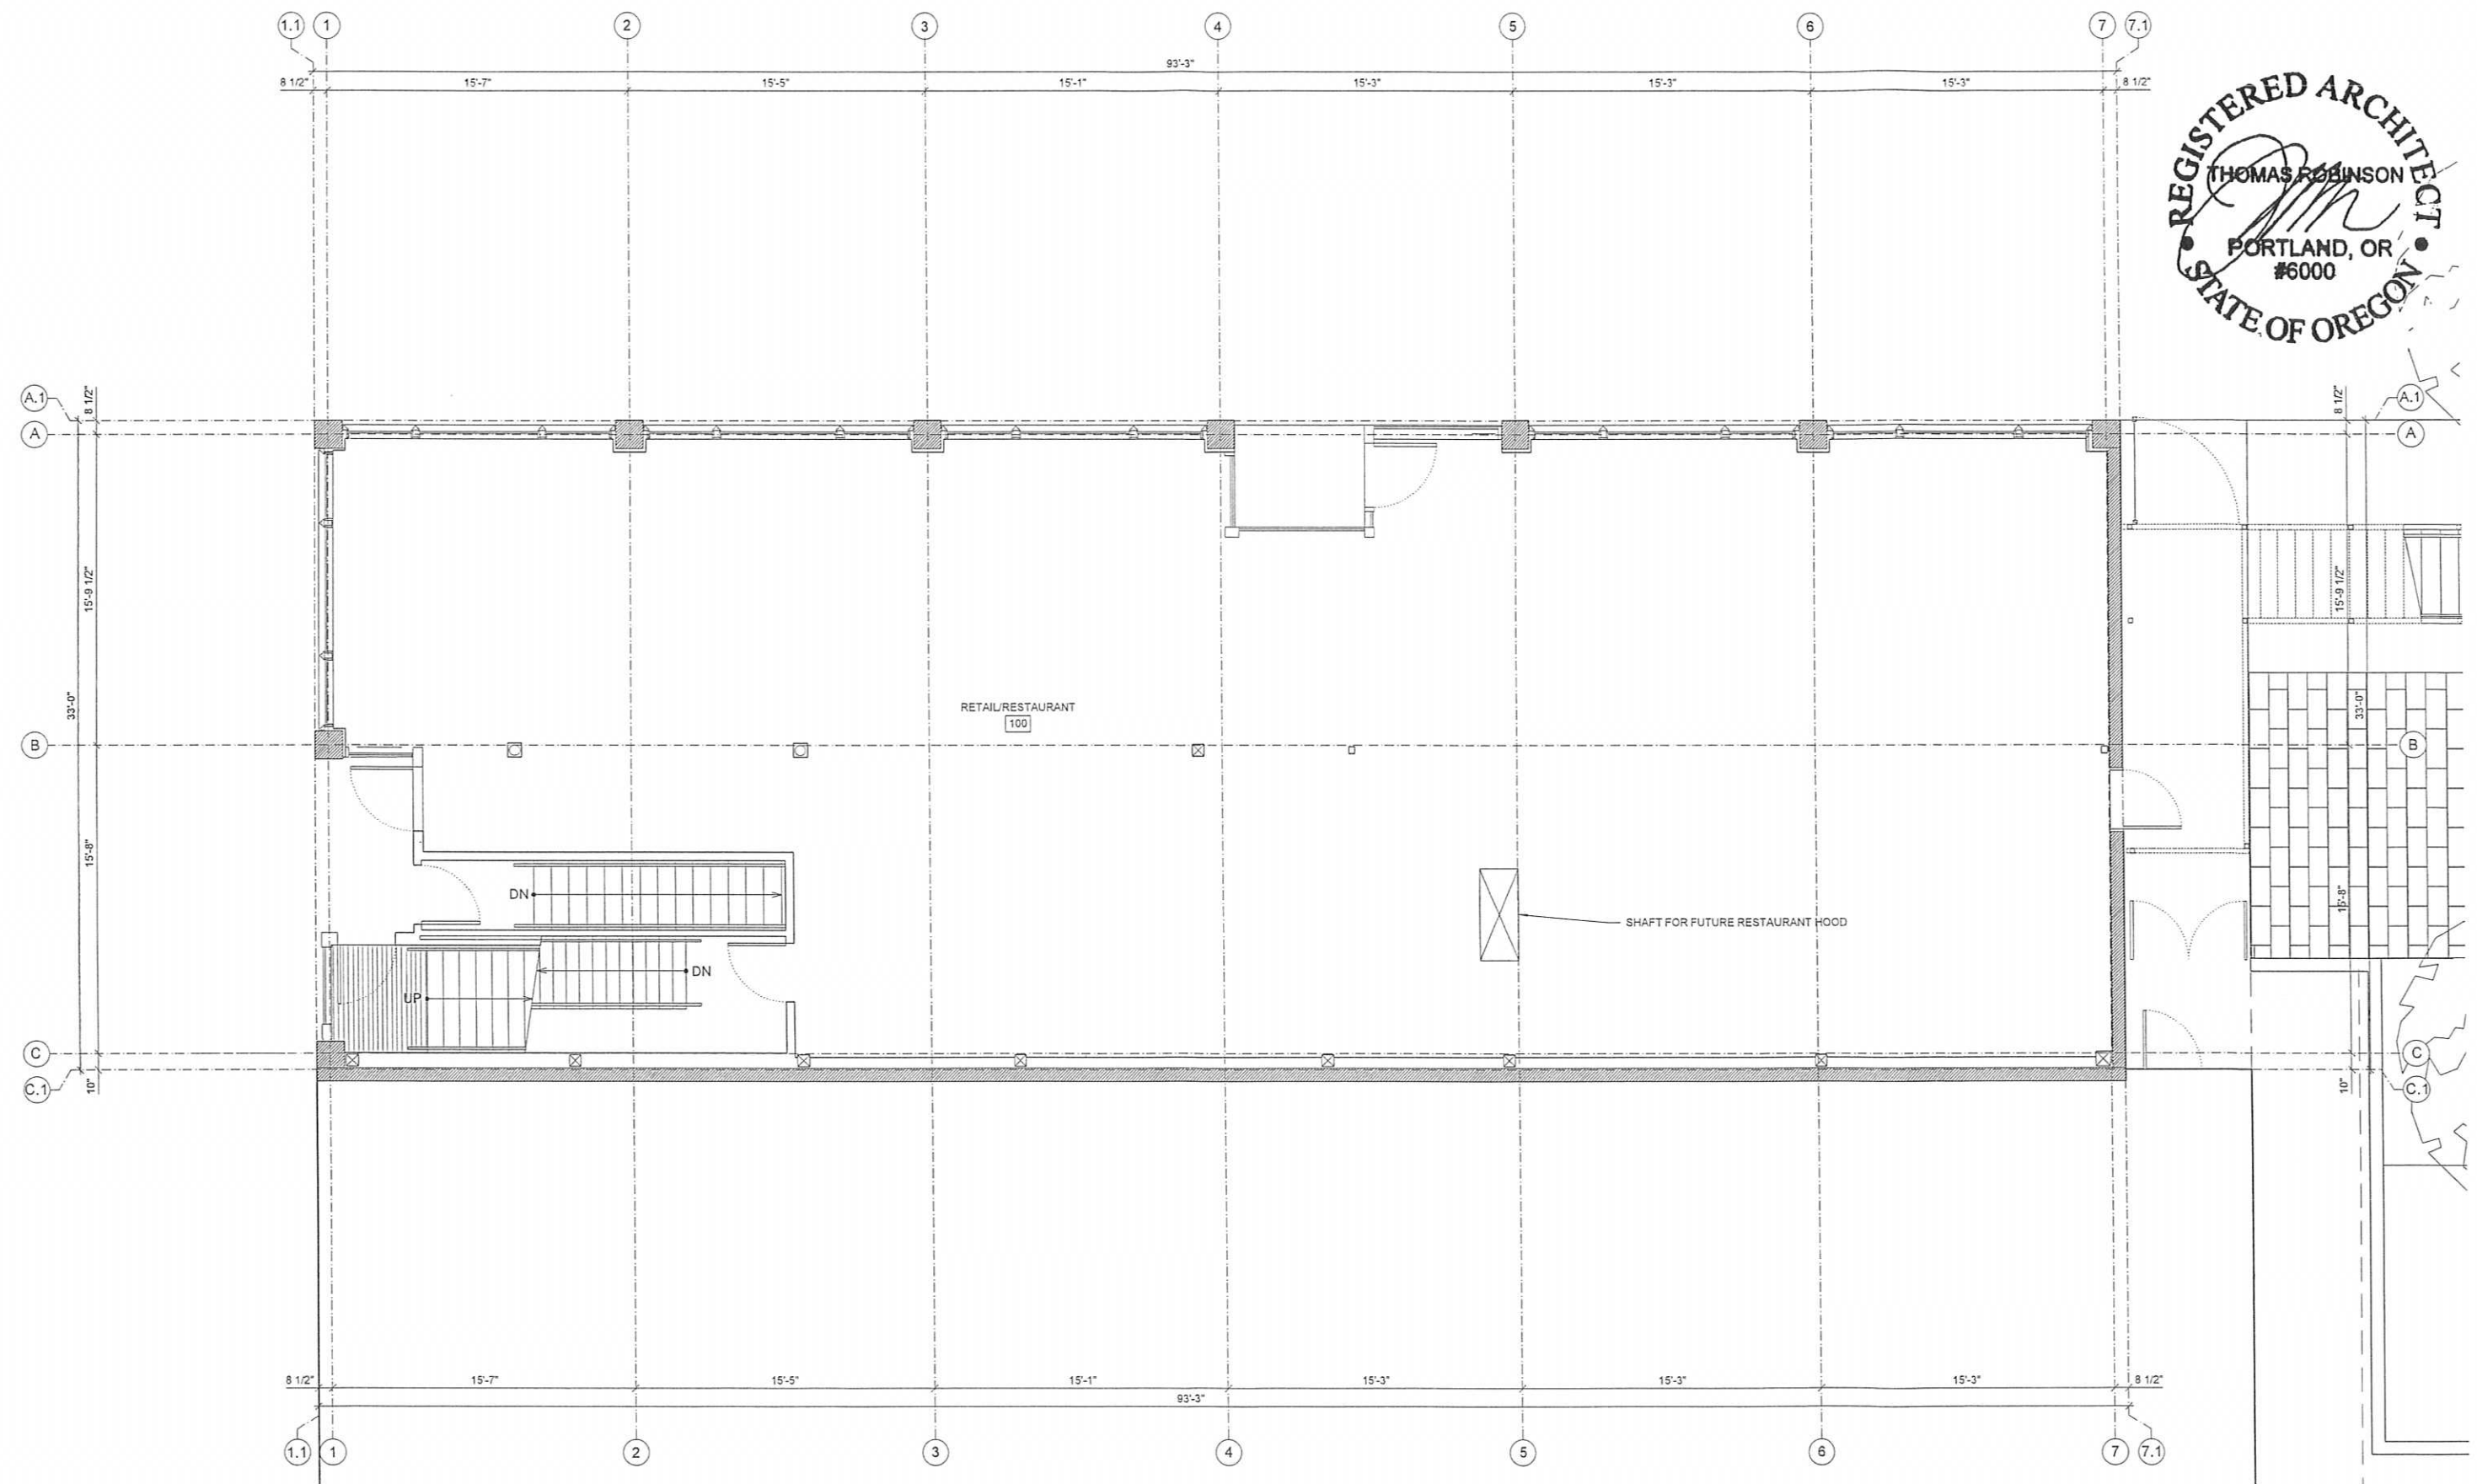 1.1 1 2 3 4 5 6 7 7.1
93'-3"
8 1/2" 15'-7" 15'-5" 15'-1" 15'-3" 15'-3" 15'-3" 8 1/2"
REGISTERED ARCHITECT
THOMAS ROBINSON
PORTLAND, OR
#6000
STATE OF OREGON
A.1 8 1/2" 8 1/2" A.1
A A
15'-9 1/2" 15'-9 1/2"
33'-0" 33'-0"
RETAIL/RESTAURANT
100
B B
15'-8" 15'-8"
DN
SHAFT FOR FUTURE RESTAURANT HOOD
DN
UP
C C
C.1 10" 10" C.1
8 1/2" 15'-7" 15'-5" 15'-1" 15'-3" 15'-3" 15'-3" 8 1/2"
93'-3"
1.1 1 2 3 4 5 6 7 7.1